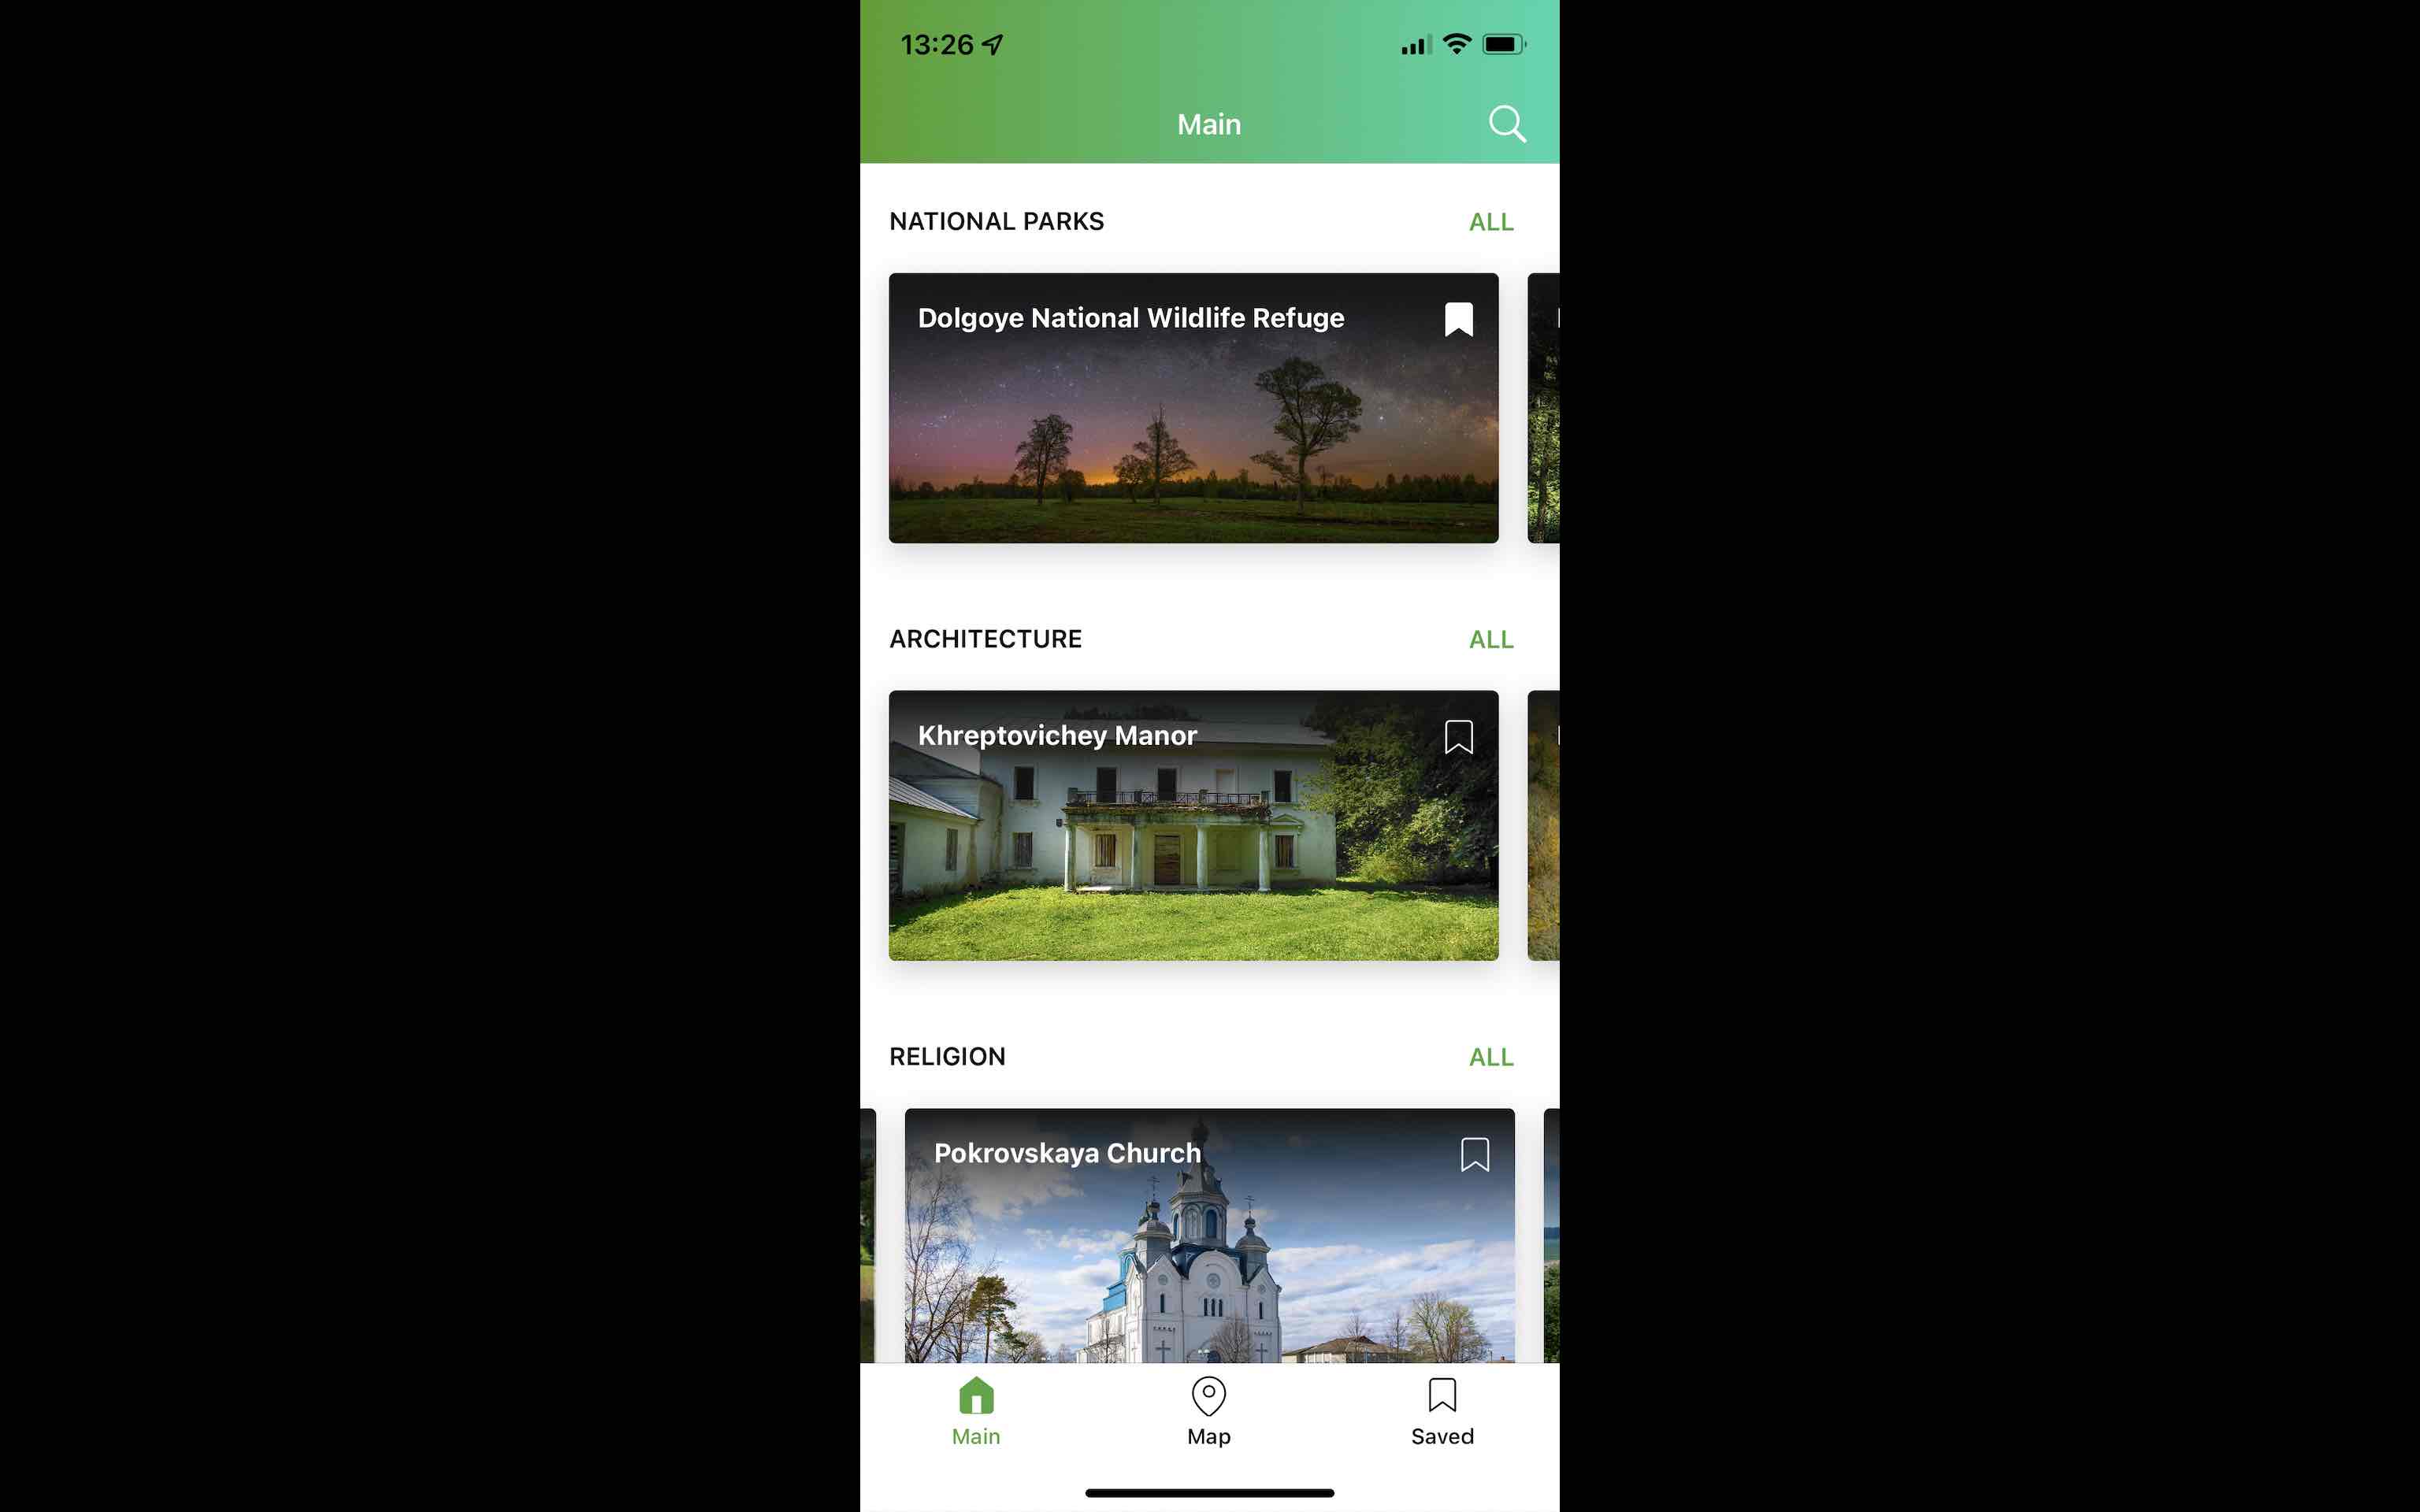 13:26
Main
NATIONAL PARKS ALL
Dolgoye National Wildlife Refuge
ARCHITECTURE ALL
Khreptovichey Manor
RELIGION ALL
Pokrovskaya Church
Main Map Saved